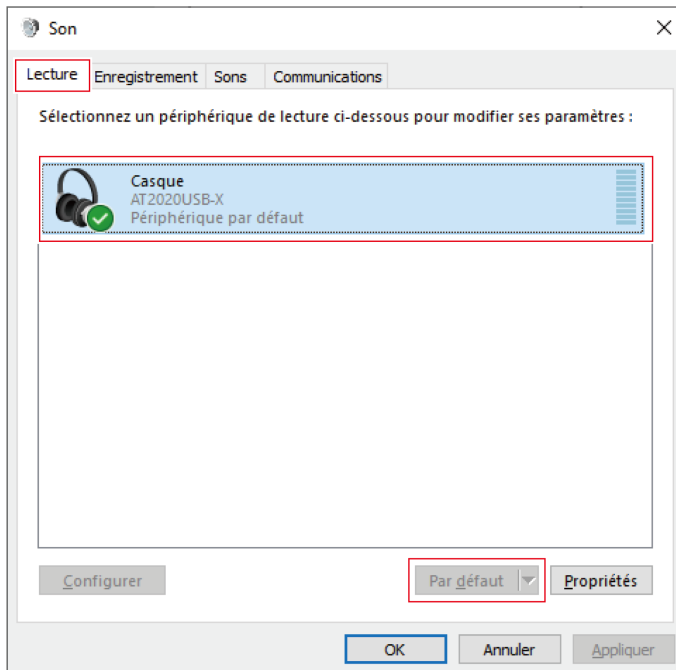 Son
Lecture Enregistrement Sons Communications
Sélectionnez un périphérique de lecture ci-dessous pour modifier ses paramètres :
Casque
AT2020USB-X
Périphérique par défaut
Configurer Par défaut Propriétés
OK Annuler Appliquer